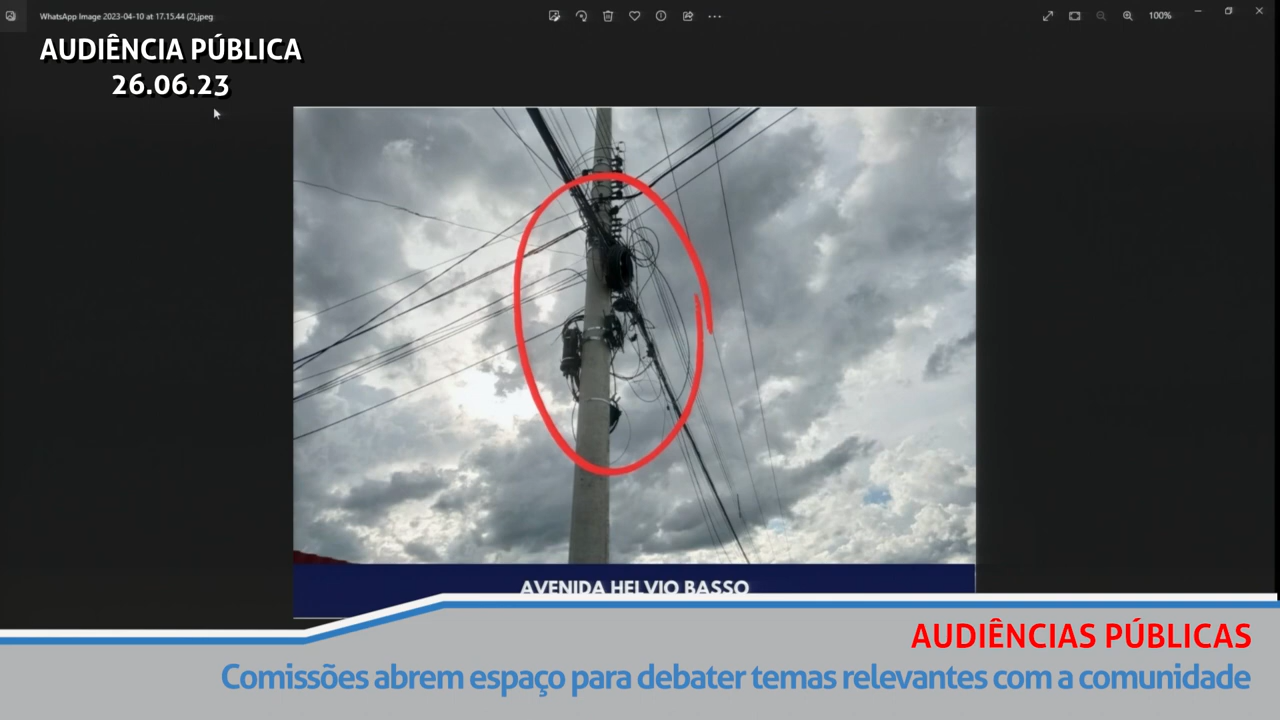 WhatsApp Image 2023-04-10 at 17.15.44 (2).jpeg
100%
AUDIÊNCIA PÚBLICA
26.06.23
AVENIDA HELVIO BASSO
AUDIÊNCIAS PÚBLICAS
Comissões abrem espaço para debater temas relevantes com a comunidade